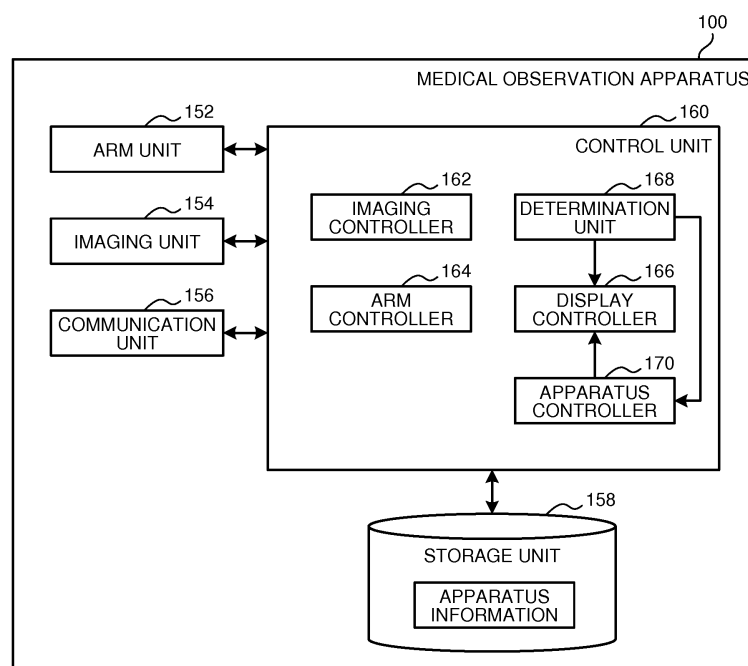 100
MEDICAL OBSERVATION APPARATUS
152
ARM UNIT
160
CONTROL UNIT
162
IMAGING
CONTROLLER
168
DETERMINATION
UNIT
154
IMAGING UNIT
164
ARM
CONTROLLER
166
DISPLAY
CONTROLLER
156
COMMUNICATION
UNIT
170
APPARATUS
CONTROLLER
158
STORAGE UNIT
APPARATUS
INFORMATION